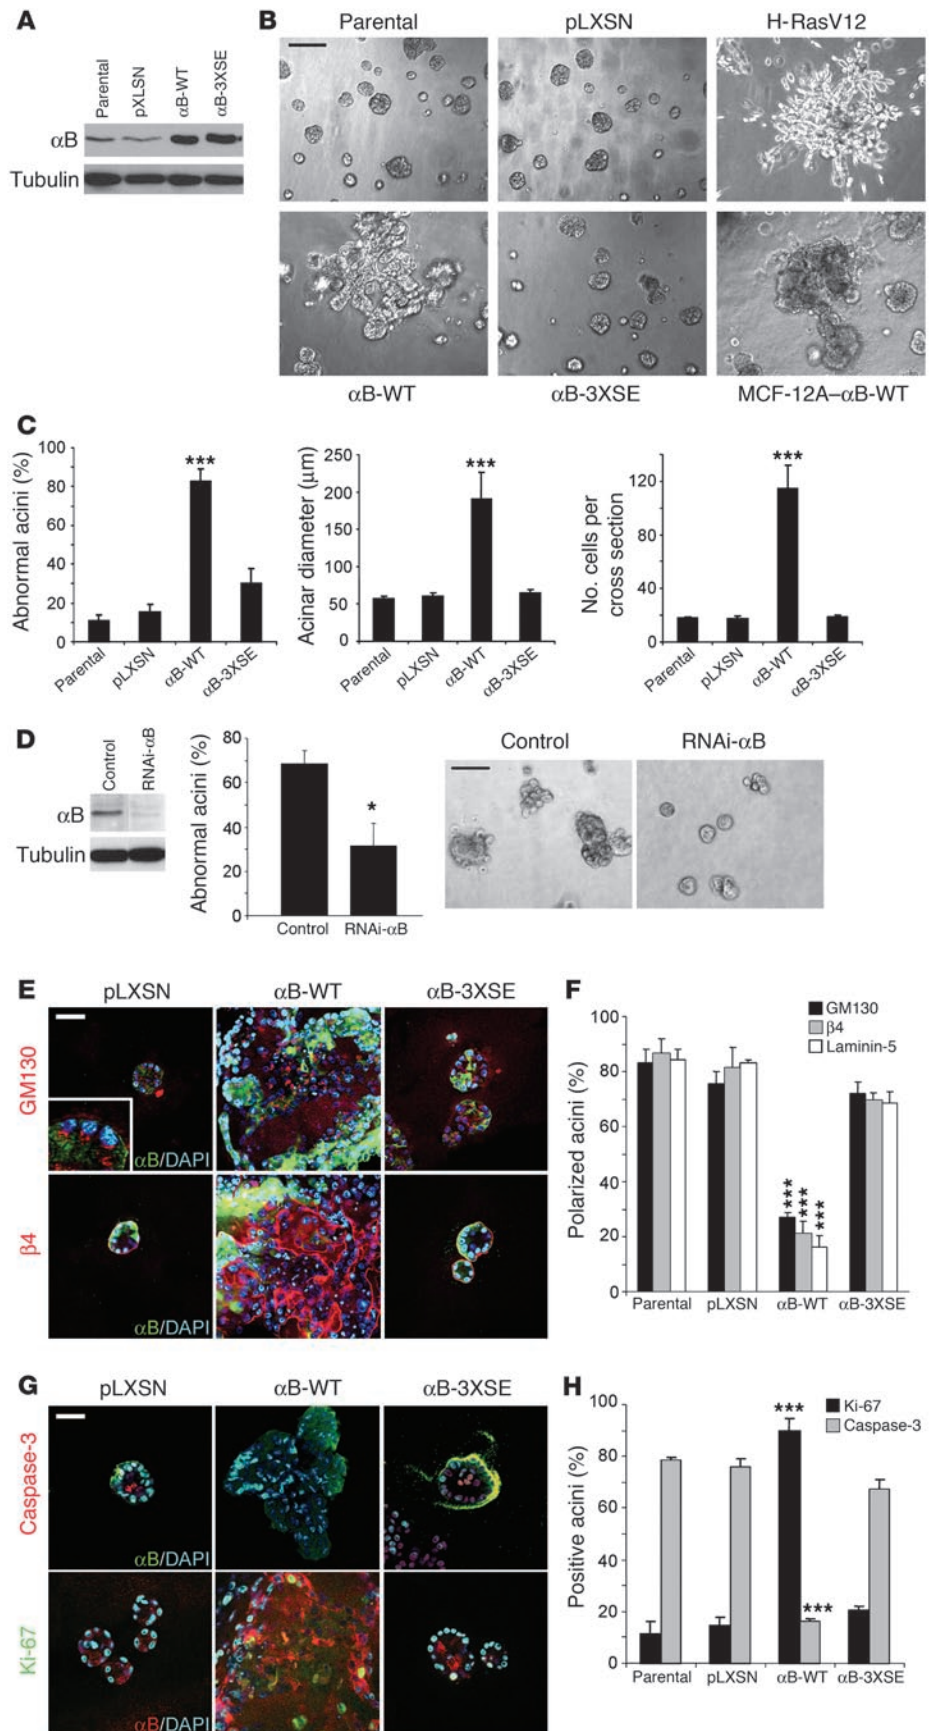 A
Parental
pXLSN
αB-WT
αB-3XSE
αB
Tubulin
B
Parental
pLXSN
H-RasV12
αB-WT
αB-3XSE
MCF-12A–αB-WT
C
Abnormal acini (%)
100
80
60
40
20
0
***
Parental
pLXSN
αB-WT
αB-3XSE
Acinar diameter (μm)
250
200
150
100
50
0
***
Parental
pLXSN
αB-WT
αB-3XSE
No. cells per
cross section
120
80
40
0
***
Parental
pLXSN
αB-WT
αB-3XSE
D
Control
RNAi-αB
αB
Tubulin
Abnormal acini (%)
80
60
40
20
0
*
Control
RNAi-αB
Control
RNAi-αB
E
pLXSN
αB-WT
αB-3XSE
GM130
αB/DAPI
β4
αB/DAPI
F
GM130
β4
Laminin-5
Polarized acini (%)
100
80
60
40
20
0
***
***
***
Parental
pLXSN
αB-WT
αB-3XSE
G
pLXSN
αB-WT
αB-3XSE
Caspase-3
αB/DAPI
Ki-67
αB/DAPI
H
Ki-67
Caspase-3
Positive acini (%)
100
80
60
40
20
0
***
***
Parental
pLXSN
αB-WT
αB-3XSE